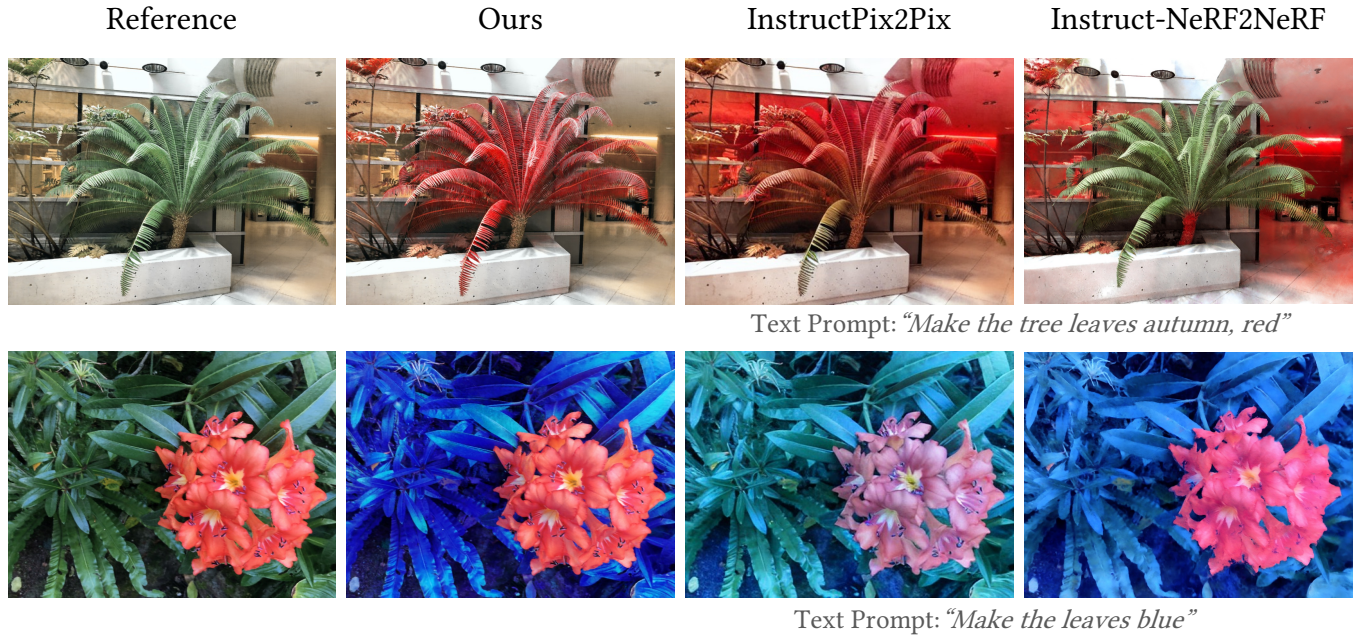 Reference Ours InstructPix2Pix Instruct-NeRF2NeRF
Text Prompt: “Make the tree leaves autumn, red”
Text Prompt: “Make the leaves blue”